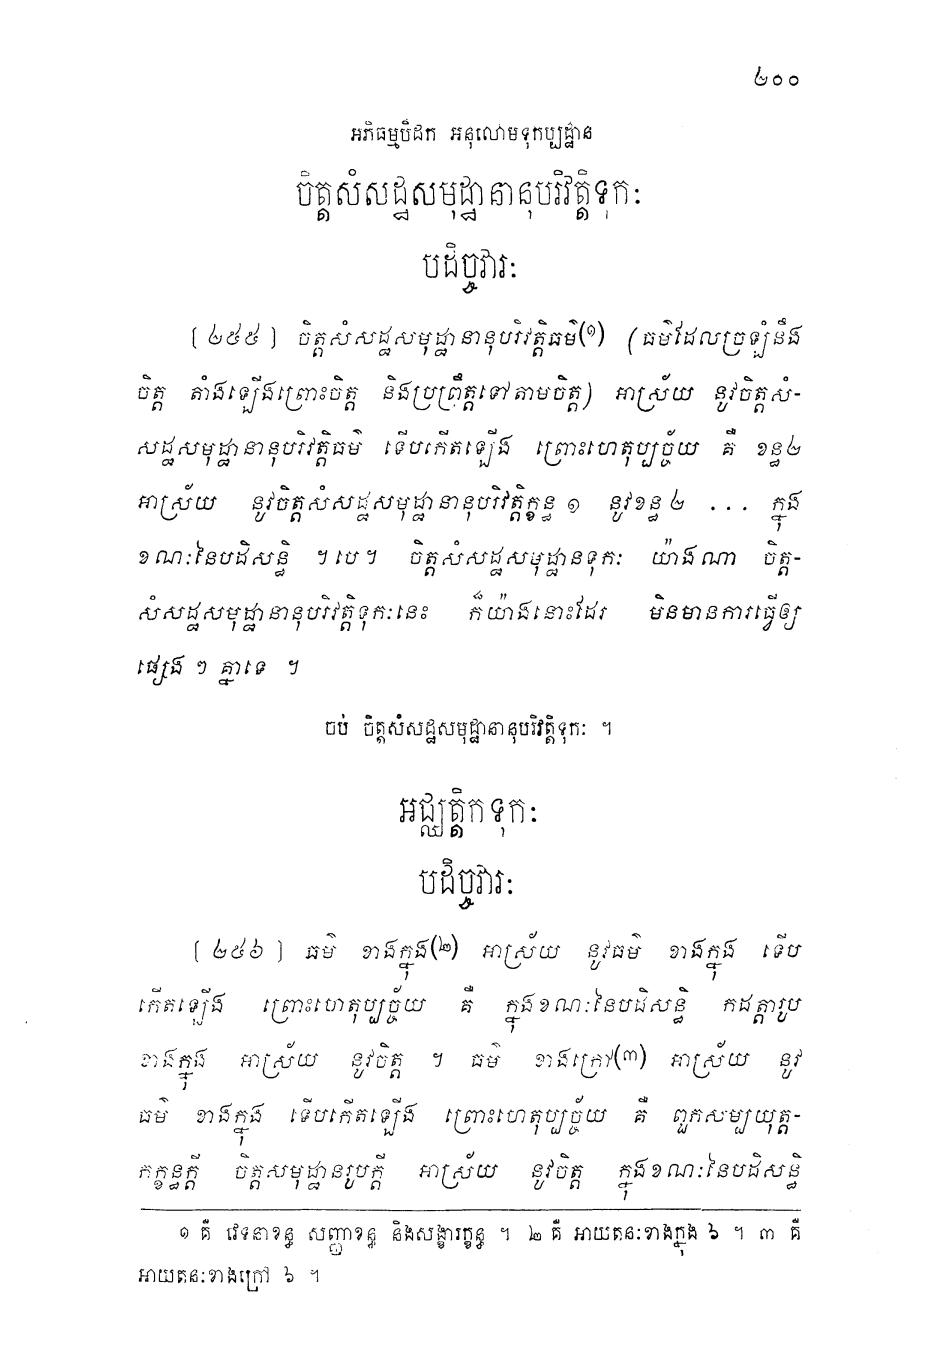 ២០០
អភិធម្មបិដក អនុលោមទុកប្បដ្ឋាន
ចិត្តសំសដ្ឋសមុដ្ឋានានុបរិវត្តិទុកៈ
បដិច្ចវារៈ
[ ២៥៥ ] ចិត្តសំសដ្ឋសមុដ្ឋានានុបរិវត្តិធម៌(១) (ធម៌ដែលច្រឡំនឹង
ចិត្ត តាំងឡើងព្រោះចិត្ត និងប្រព្រឹត្តទៅតាមចិត្ត) អាស្រ័យ នូវចិត្តសំ-
សដ្ឋសមុដ្ឋានានុបរិវត្តិធម៌ ទើបកើតឡើង ព្រោះហេតុប្បច្ច័យ គឺ ខន្ធ២
អាស្រ័យ នូវចិត្តសំសដ្ឋសមុដ្ឋានានុបរិវត្តិក្ខន្ធ ១ នូវខន្ធ ២ ... ក្នុង
ខណៈនៃបដិសន្ធិ ។បេ។ ចិត្តសំសដ្ឋសមុដ្ឋានទុកៈ យ៉ាងណា ចិត្ត-
សំសដ្ឋសមុដ្ឋានានុបរិវត្តិទុកៈនេះ ក៏យ៉ាងនោះដែរ មិនមានការធ្វើឲ្យ
ផ្សេង ៗ គ្នាទេ ។
ចប់ ចិត្តសំសដ្ឋសមុដ្ឋានានុបរិវត្តិទុកៈ ។
អជ្ឈត្តិកទុកៈ
បដិច្ចវារៈ
[ ២៥៦ ] ធម៌ ខាងក្នុង(២) អាស្រ័យ នូវធម៌ ខាងក្នុង ទើប
កើតឡើង ព្រោះហេតុប្បច្ច័យ គឺ ក្នុងខណៈនៃបដិសន្ធិ កដត្តារូប
ខាងក្នុង អាស្រ័យ នូវចិត្ត ។ ធម៌ ខាងក្រៅ(៣) អាស្រ័យ នូវ
ធម៌ ខាងក្នុង ទើបកើតឡើង ព្រោះហេតុប្បច្ច័យ គឺ ពួកសម្បយុត្ត-
កក្ខន្ធក្តី ចិត្តសមុដ្ឋានរូបក្តី អាស្រ័យ នូវចិត្ត ក្នុងខណៈនៃបដិសន្ធិ
១ គឺ វេទនាខន្ធ សញ្ញាខន្ធ និងសង្ខារក្ខន្ធ ។ ២ គឺ អាយតនៈខាងក្នុង ៦ ។ ៣ គឺ
អាយតនៈខាងក្រៅ ៦ ។